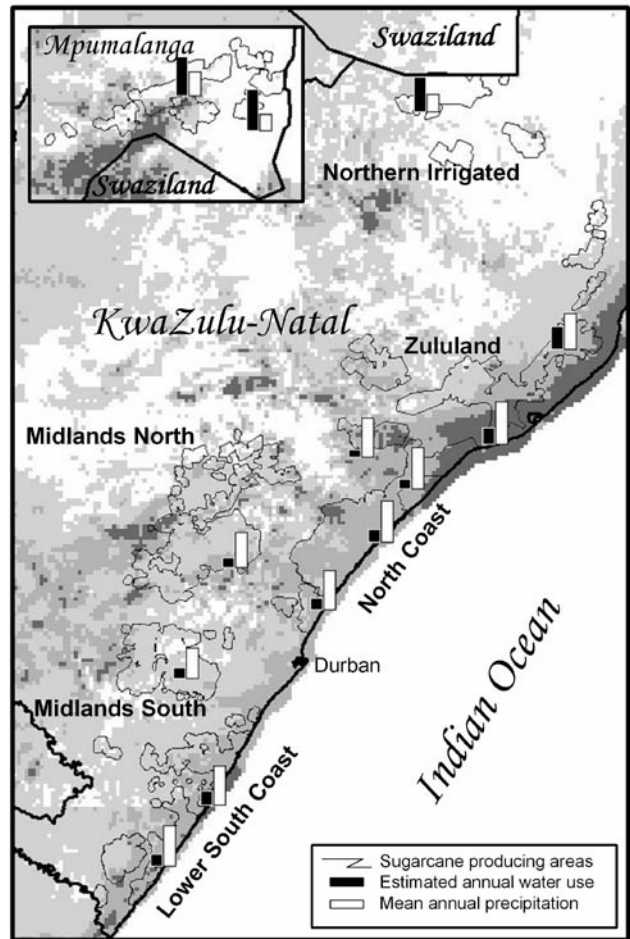 Mpumalanga
Swaziland
Swaziland
Northern Irrigated
KwaZulu-Natal
Zululand
Midlands North
North Coast
Durban
Midlands South
Indian Ocean
Lower South Coast
Sugarcane producing areas
Estimated annual water use
Mean annual precipitation